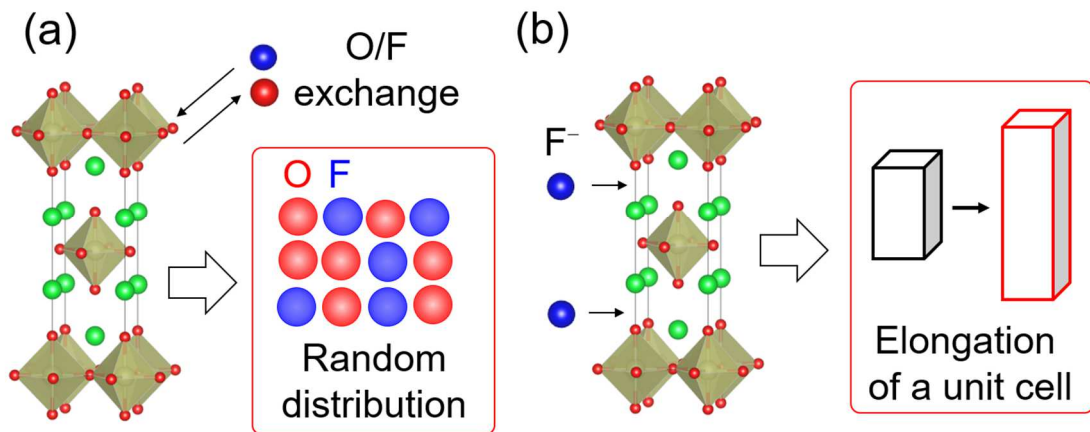 (a)
O/F
exchange
O F
Random
distribution
(b)
F⁻
Elongation
of a unit cell